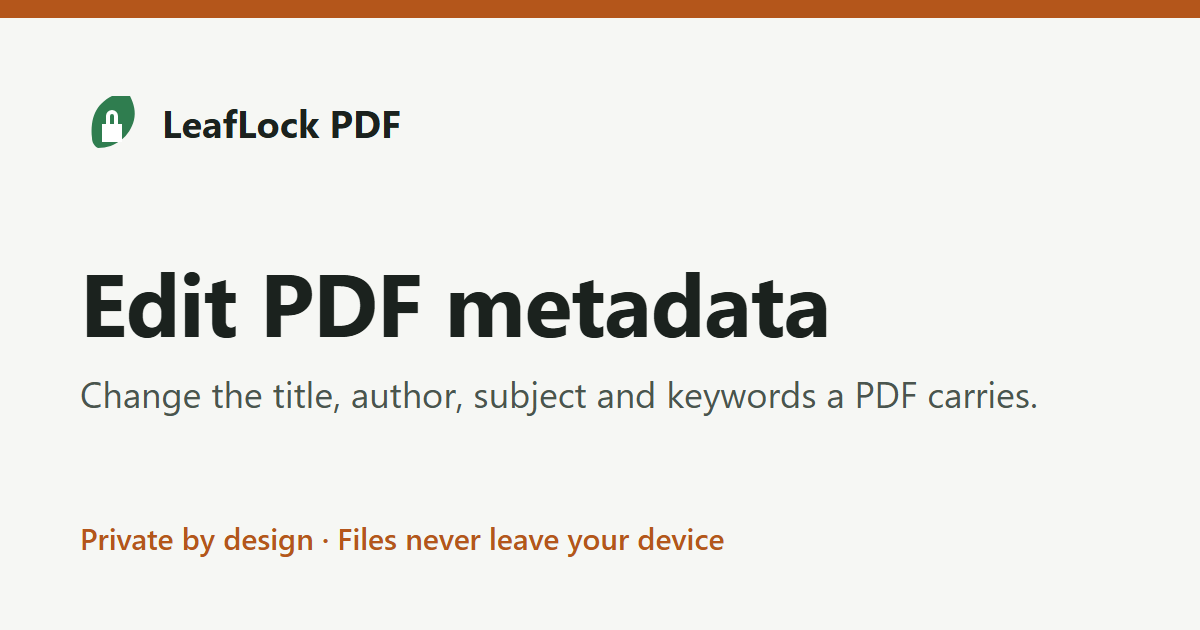 LeafLock PDF
Edit PDF metadata
Change the title, author, subject and keywords a PDF carries.
Private by design · Files never leave your device